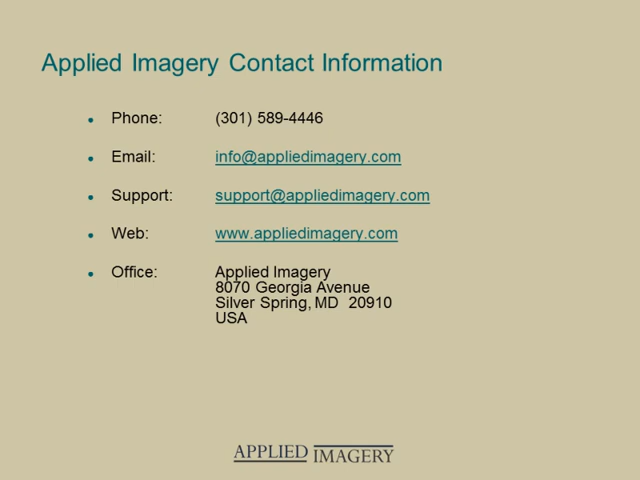 Applied Imagery Contact Information
• Phone: (301) 589-4446
• Email: info@appliedimagery.com
• Support: support@appliedimagery.com
• Web: www.appliedimagery.com
• Office: Applied Imagery
8070 Georgia Avenue
Silver Spring, MD  20910
USA
APPLIED IMAGERY